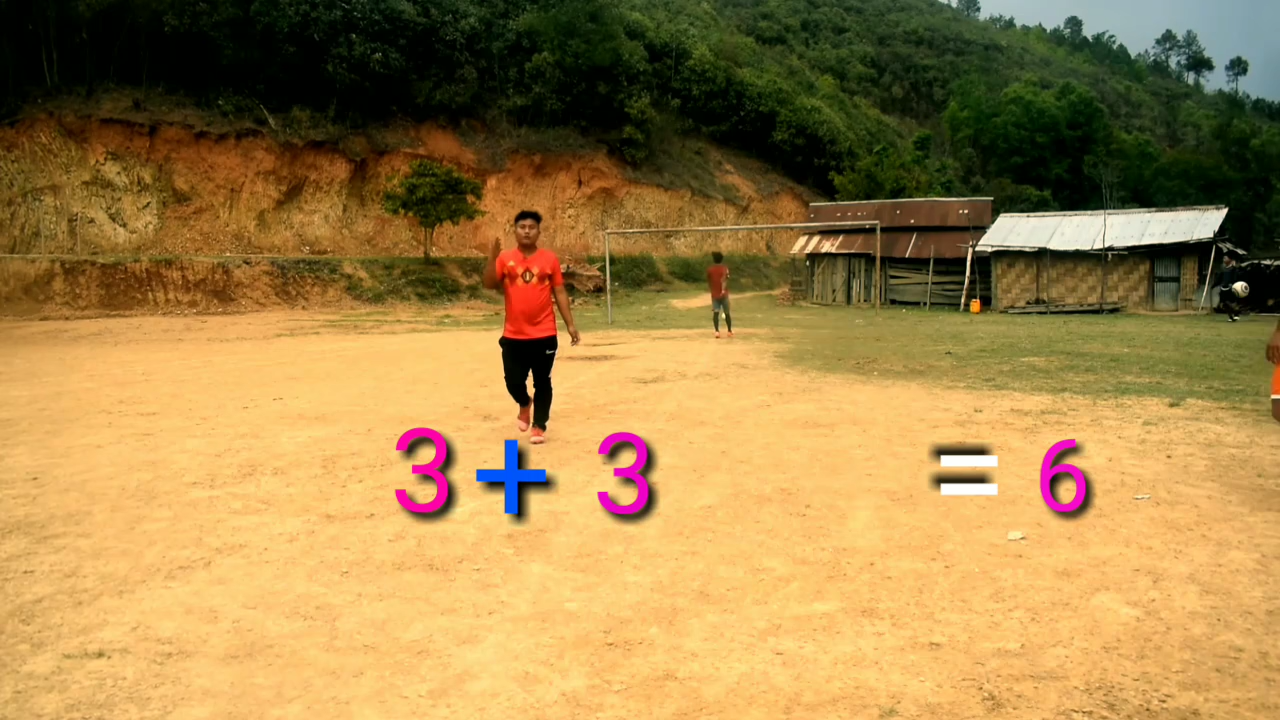 3 + 3 = 6